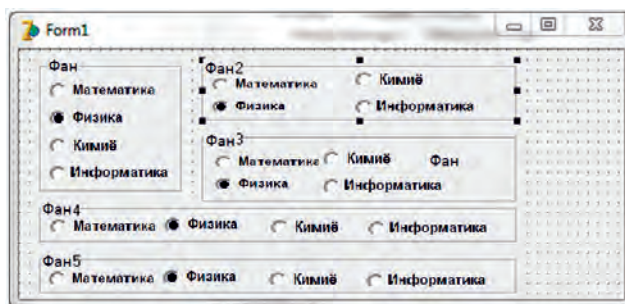 Form1
Фан
Математика
Физика
Кимиё
Информатика
Фан2
Математика Кимиё
Физика Информатика
Фан3
Математика Кимиё Фан
Физика Информатика
Фан4
Математика Физика Кимиё Информатика
Фан5
Математика Физика Кимиё Информатика